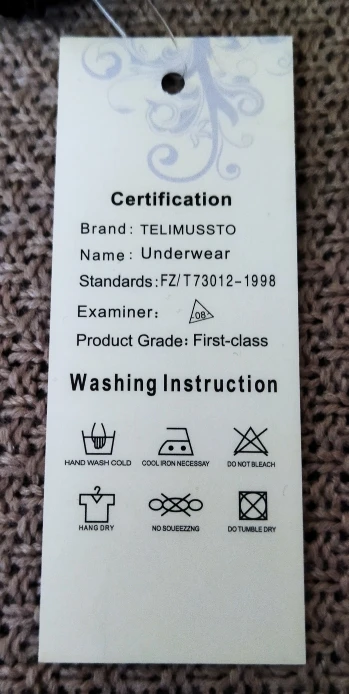 Certification
Brand: TELIMUSSTO
Name: Underwear
Standards:FZ/T73012-1998
Examiner: 08
Product Grade: First-class
Washing Instruction
HAND WASH COLD COOL IRON NECESSAY DO NOT BLEACH
HANG DRY NO SOUEEZZNG DO TUMBLE DRY